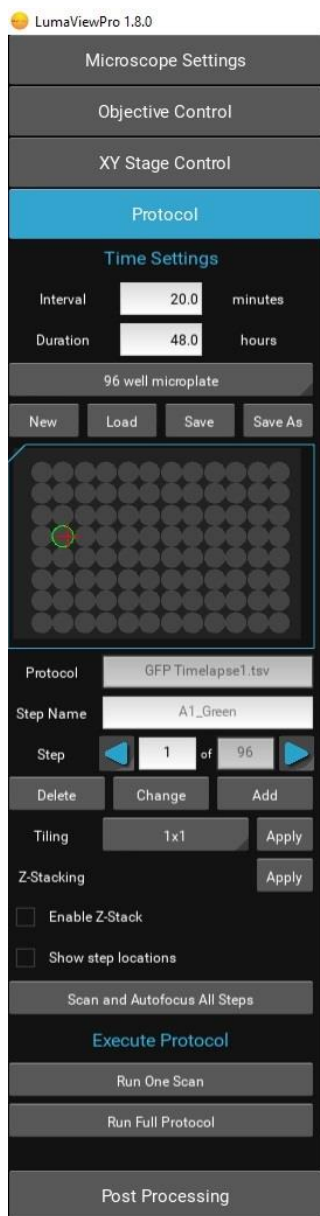 LumaViewPro 1.8.0
Microscope Settings
Objective Control
XY Stage Control
Protocol
Time Settings
Interval 20.0 minutes
Duration 48.0 hours
96 well microplate
New Load Save Save As
Protocol GFP Timelapse1.tsv
Step Name A1_Green
Step 1 of 96
Delete Change Add
Tiling 1x1 Apply
Z-Stacking Apply
Enable Z-Stack
Show step locations
Scan and Autofocus All Steps
Execute Protocol
Run One Scan
Run Full Protocol
Post Processing